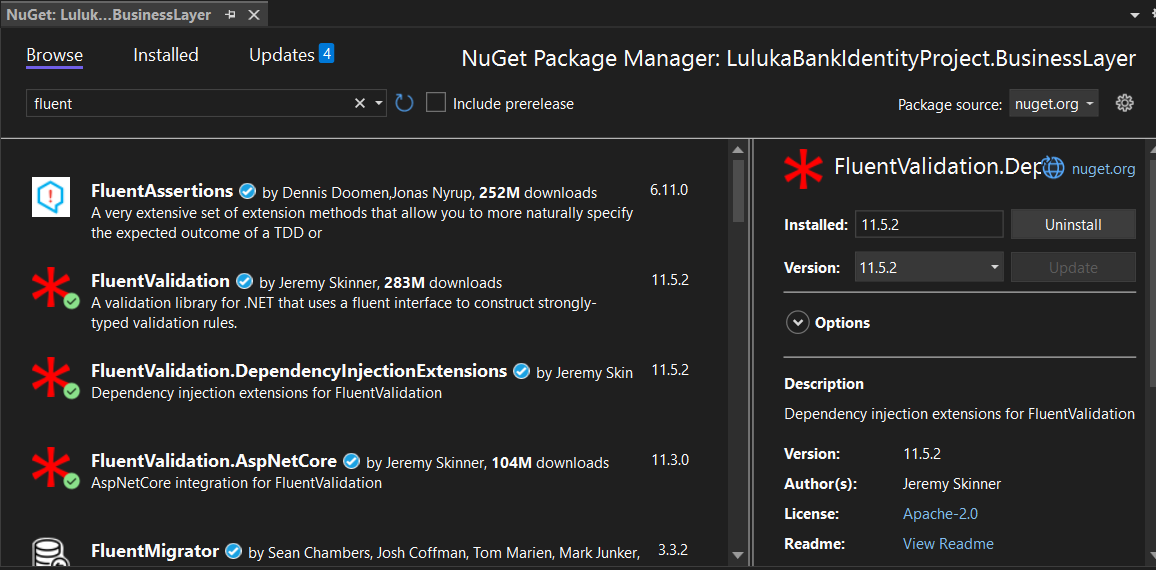 NuGet: Luluk...BusinessLayer
Browse
Installed
Updates 4
NuGet Package Manager: LulukaBankIdentityProject.BusinessLayer
fluent
Include prerelease
Package source: nuget.org
FluentAssertions by Dennis Doomen,Jonas Nyrup, 252M downloads
6.11.0
A very extensive set of extension methods that allow you to more naturally specify
the expected outcome of a TDD or
FluentValidation by Jeremy Skinner, 283M downloads
11.5.2
A validation library for .NET that uses a fluent interface to construct strongly-
typed validation rules.
FluentValidation.DependencyInjectionExtensions by Jeremy Skin
11.5.2
Dependency injection extensions for FluentValidation
FluentValidation.AspNetCore by Jeremy Skinner, 104M downloads
11.3.0
AspNetCore integration for FluentValidation
FluentMigrator by Sean Chambers, Josh Coffman, Tom Marien, Mark Junker,
3.3.2
FluentValidation.Dep
nuget.org
Installed: 11.5.2
Uninstall
Version: 11.5.2
Update
Options
Description
Dependency injection extensions for FluentValidation
Version: 11.5.2
Author(s): Jeremy Skinner
License: Apache-2.0
Readme: View Readme